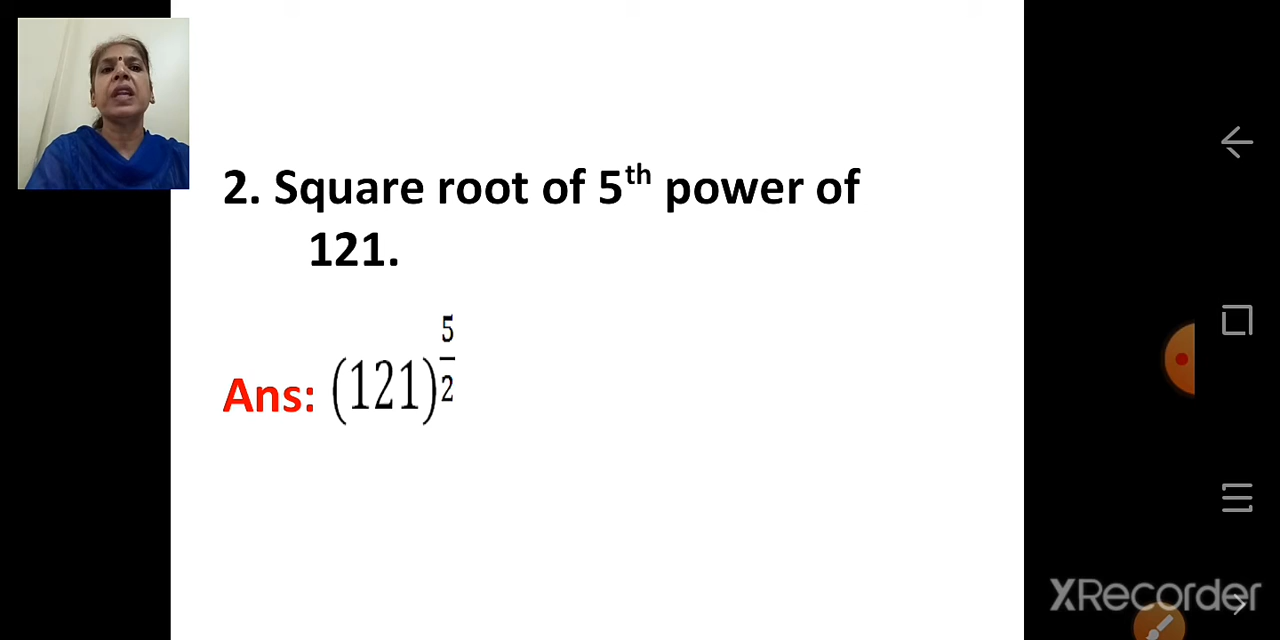 2. Square root of 5th power of
121.
Ans: (121)^(5/2)
XRecorder